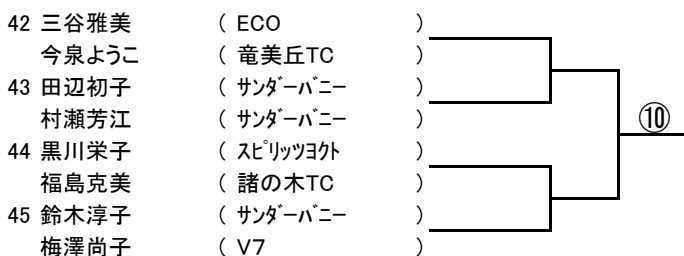 42 三谷雅美 ( ECO )
今泉ようこ ( 竜美丘TC )
43 田辺初子 ( ｻﾝﾀﾞｰﾊﾞﾆｰ )
村瀬芳江 ( ｻﾝﾀﾞｰﾊﾞﾆｰ )
⑩
44 黒川栄子 ( ｽﾋﾟﾘｯﾂﾖｸﾄ )
福島克美 ( 諸の木TC )
45 鈴木淳子 ( ｻﾝﾀﾞｰﾊﾞﾆｰ )
梅澤尚子 ( V7 )